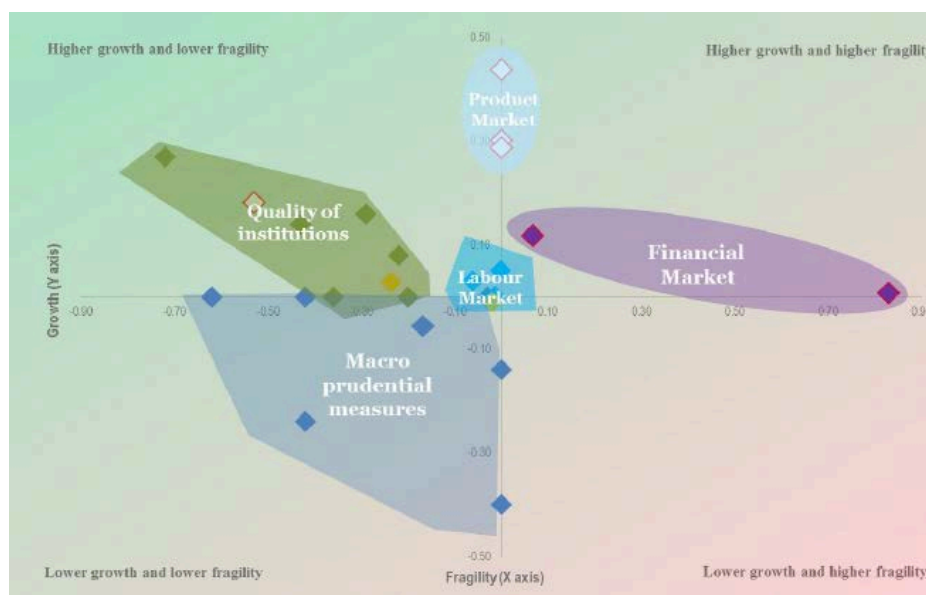 0.50
Higher growth and lower fragility
Higher growth and higher fragility
Product
Market
0.30
Quality of
institutions
0.10
Financial
Market
Labour
Market
Growth (Y axis)
-0.90
-0.70
-0.50
-0.30
-0.10
0.10
0.30
0.50
0.70
0.9
-0.10
Macro
prudential
measures
-0.30
-0.50
Lower growth and lower fragility
Fragility (X axis)
Lower growth and higher fragility